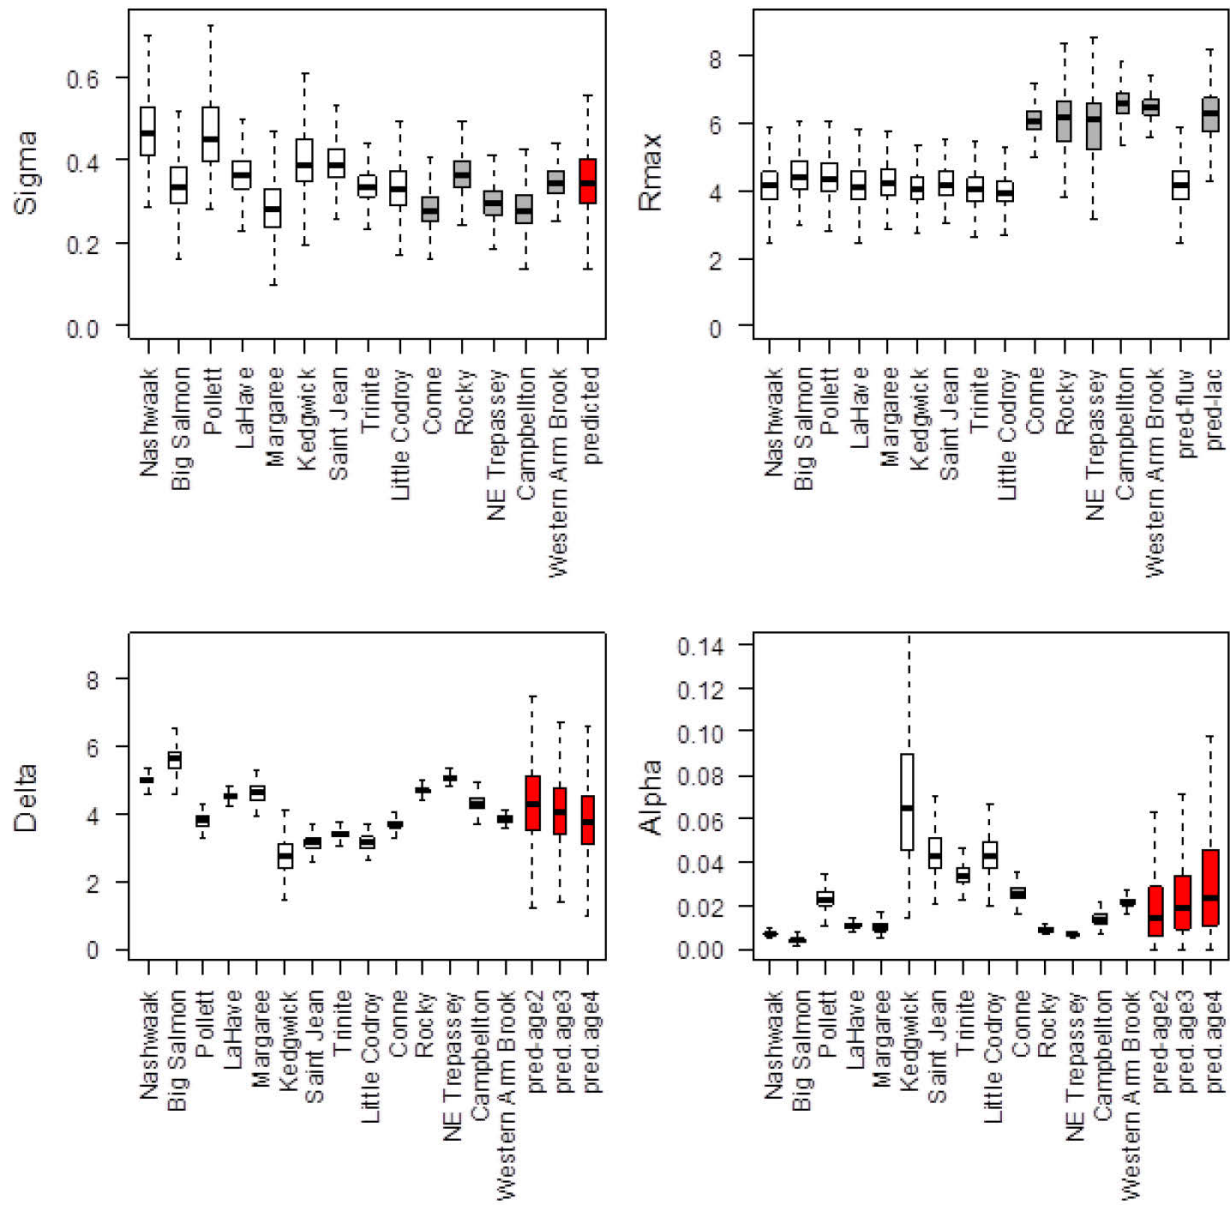 Sigma
0.6
0.4
0.2
0.0
Nashwaak
Big Salmon
Pollett
LaHave
Margaree
Kedgwick
Saint Jean
Trinite
Little Codroy
Conne
Rocky
NE Trepassey
Campbellton
Western Arm Brook
predicted
Rmax
8
6
4
2
0
Nashwaak
Big Salmon
Pollett
LaHave
Margaree
Kedgwick
Saint Jean
Trinite
Little Codroy
Conne
Rocky
NE Trepassey
Campbellton
Western Arm Brook
pred-fluv
pred-lac
Delta
8
6
4
2
0
Nashwaak
Big Salmon
Pollett
LaHave
Margaree
Kedgwick
Saint Jean
Trinite
Little Codroy
Conne
Rocky
NE Trepassey
Campbellton
Western Arm Brook
pred-age2
pred.age3
pred.age4
Alpha
0.14
0.12
0.10
0.08
0.06
0.04
0.02
0.00
Nashwaak
Big Salmon
Pollett
LaHave
Margaree
Kedgwick
Saint Jean
Trinite
Little Codroy
Conne
Rocky
NE Trepassey
Campbellton
Western Arm Brook
pred-age2
pred.age3
pred.age4